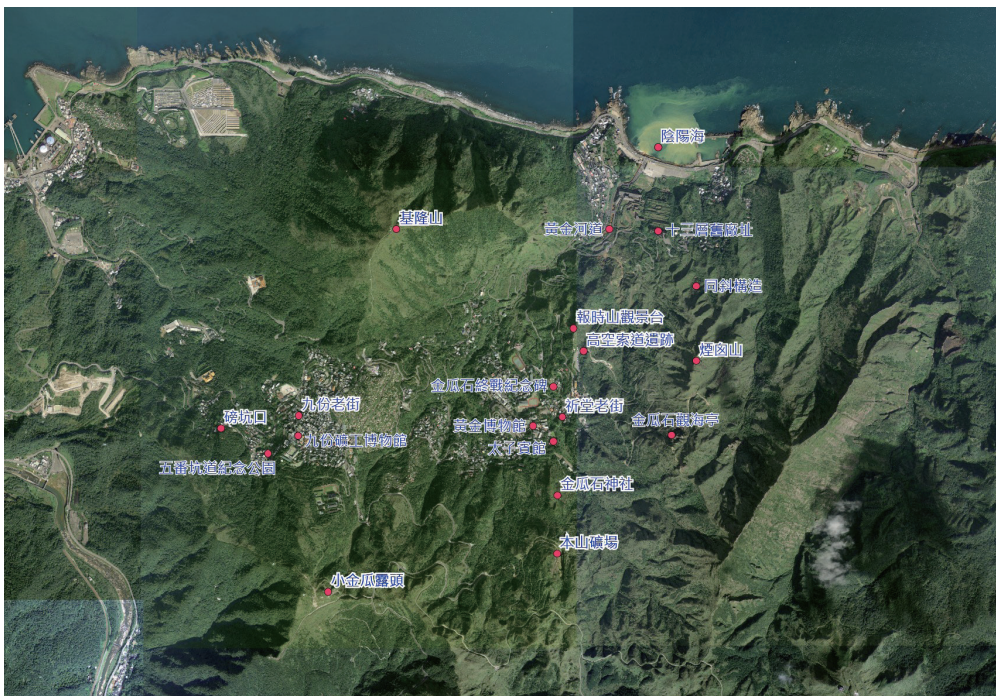 陰陽海
基隆山
黃金河道
十三層舊廠址
同斜構造
報時山觀景台
高空索道遺跡
煙囪山
金瓜石終戰紀念碑
九份老街
祈堂老街
磅坑口
黃金博物館
金瓜石觀海亭
九份礦工博物館
太子賓館
五番坑道紀念公園
金瓜石神社
本山礦場
小金瓜露頭